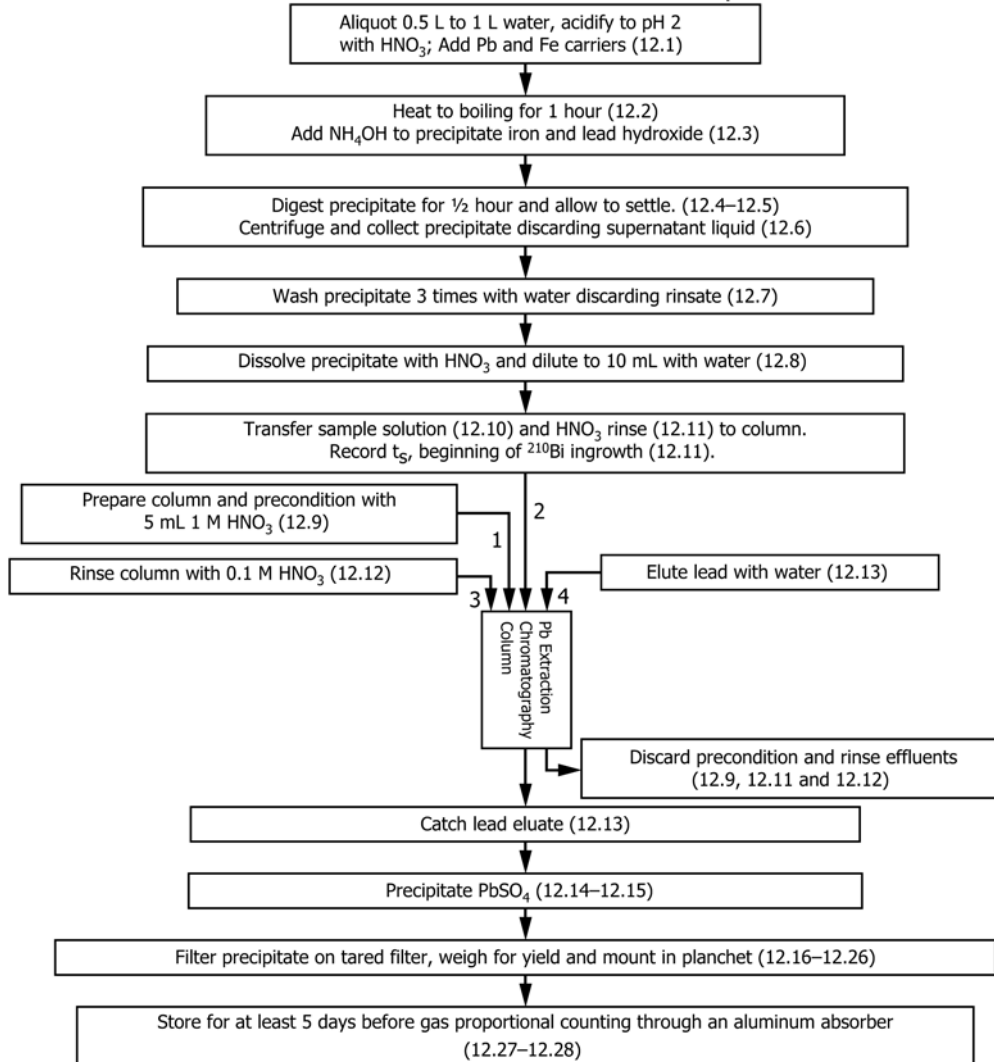 Aliquot 0.5 L to 1 L water, acidify to pH 2
with HNO₃; Add Pb and Fe carriers (12.1)
Heat to boiling for 1 hour (12.2)
Add NH₄OH to precipitate iron and lead hydroxide (12.3)
Digest precipitate for ½ hour and allow to settle. (12.4–12.5)
Centrifuge and collect precipitate discarding supernatant liquid (12.6)
Wash precipitate 3 times with water discarding rinsate (12.7)
Dissolve precipitate with HNO₃ and dilute to 10 mL with water (12.8)
Transfer sample solution (12.10) and HNO₃ rinse (12.11) to column.
Record tₛ, beginning of ²¹⁰Bi ingrowth (12.11).
Prepare column and precondition with
5 mL 1 M HNO₃ (12.9)
1
2
Rinse column with 0.1 M HNO₃ (12.12)
3
Elute lead with water (12.13)
4
Pb Extraction
Chromatography
Column
Discard precondition and rinse effluents
(12.9, 12.11 and 12.12)
Catch lead eluate (12.13)
Precipitate PbSO₄ (12.14–12.15)
Filter precipitate on tared filter, weigh for yield and mount in planchet (12.16–12.26)
Store for at least 5 days before gas proportional counting through an aluminum absorber
(12.27–12.28)